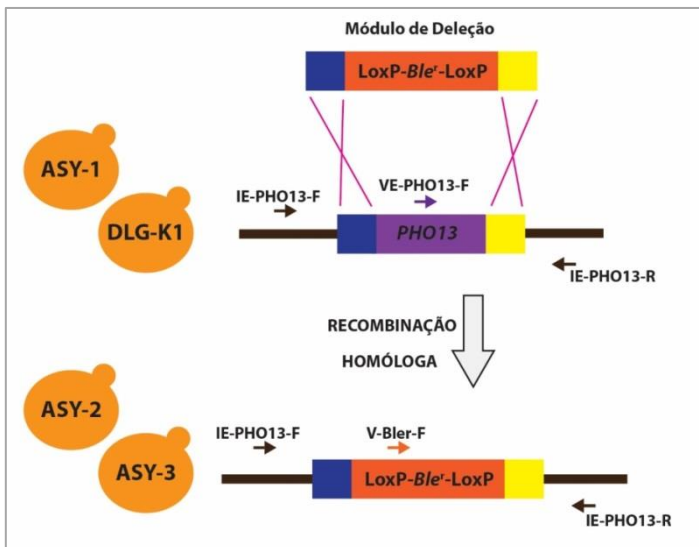 Módulo de Deleção
LoxP-Bleʳ-LoxP
ASY-1
DLG-K1
IE-PHO13-F
VE-PHO13-F
PHO13
IE-PHO13-R
RECOMBINAÇÃO
HOMÓLOGA
ASY-2
ASY-3
IE-PHO13-F
V-Bler-F
LoxP-Bleʳ-LoxP
IE-PHO13-R